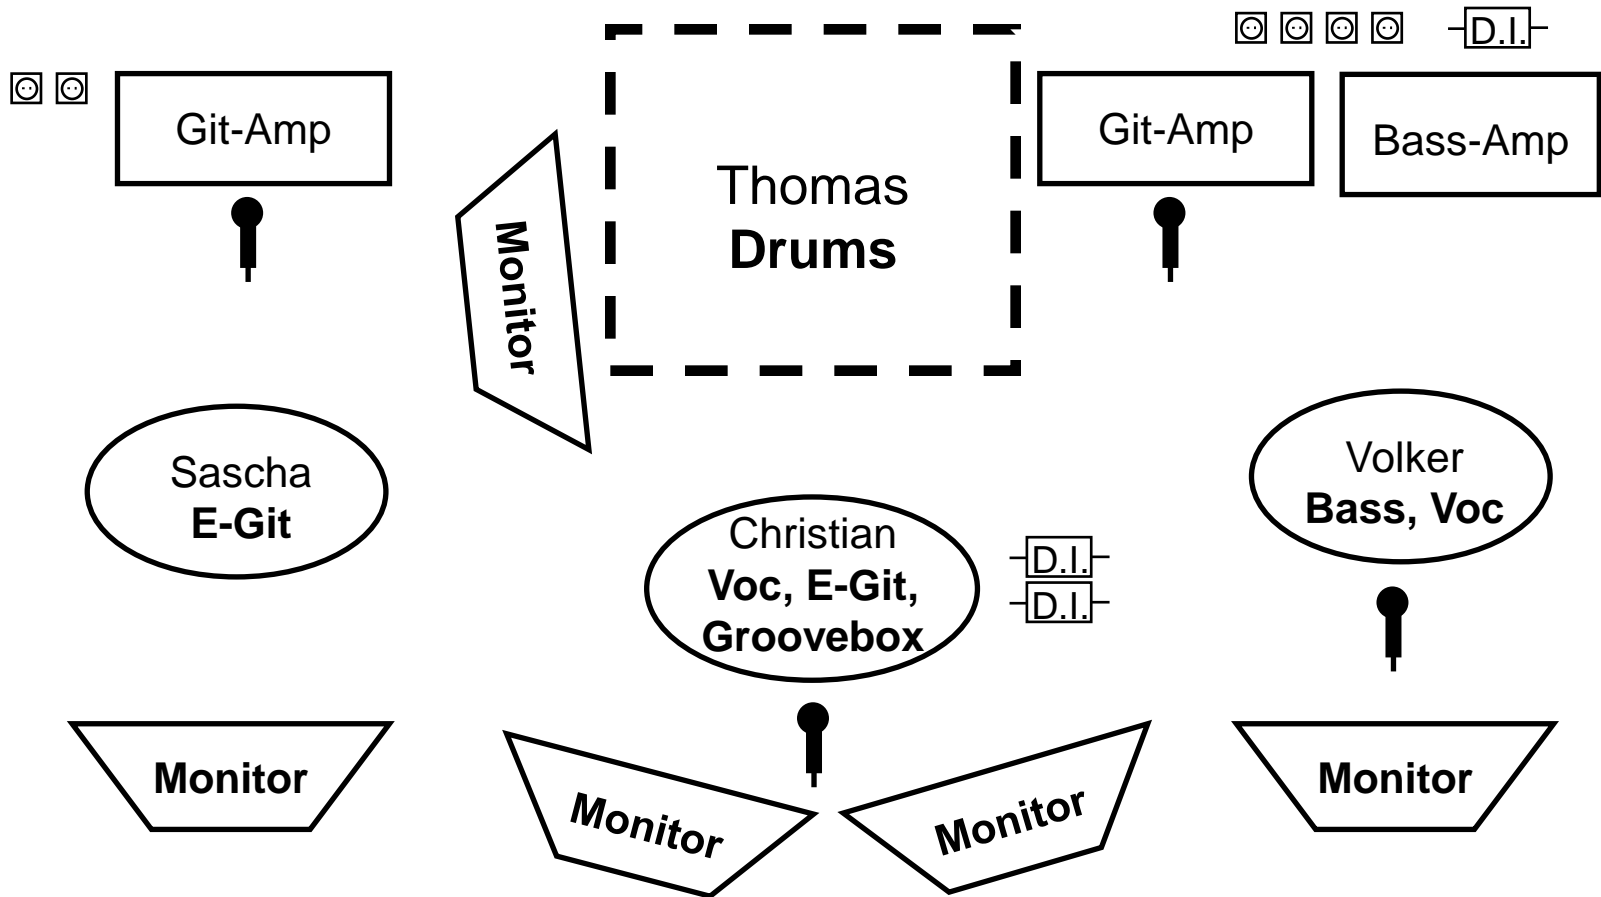 D.I.
Git-Amp
Git-Amp
Bass-Amp
Thomas
Drums
Monitor
Sascha
E-Git
Volker
Bass, Voc
Christian
Voc, E-Git,
Groovebox
D.I.
D.I.
Monitor
Monitor
Monitor
Monitor